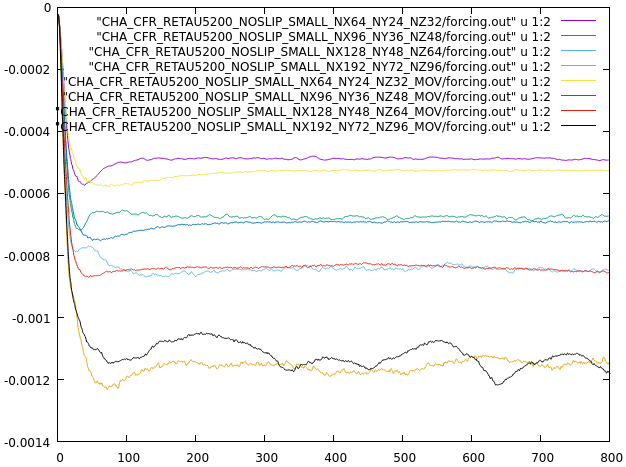 0
-0.0002
-0.0004
-0.0006
-0.0008
-0.001
-0.0012
-0.0014
0 100 200 300 400 500 600 700 800
"CHA_CFR_RETAU5200_NOSLIP_SMALL_NX64_NY24_NZ32/forcing.out" u 1:2
"CHA_CFR_RETAU5200_NOSLIP_SMALL_NX96_NY36_NZ48/forcing.out" u 1:2
"CHA_CFR_RETAU5200_NOSLIP_SMALL_NX128_NY48_NZ64/forcing.out" u 1:2
"CHA_CFR_RETAU5200_NOSLIP_SMALL_NX192_NY72_NZ96/forcing.out" u 1:2
"CHA_CFR_RETAU5200_NOSLIP_SMALL_NX64_NY24_NZ32_MOV/forcing.out" u 1:2
"CHA_CFR_RETAU5200_NOSLIP_SMALL_NX96_NY36_NZ48_MOV/forcing.out" u 1:2
"CHA_CFR_RETAU5200_NOSLIP_SMALL_NX128_NY48_NZ64_MOV/forcing.out" u 1:2
"CHA_CFR_RETAU5200_NOSLIP_SMALL_NX192_NY72_NZ96_MOV/forcing.out" u 1:2